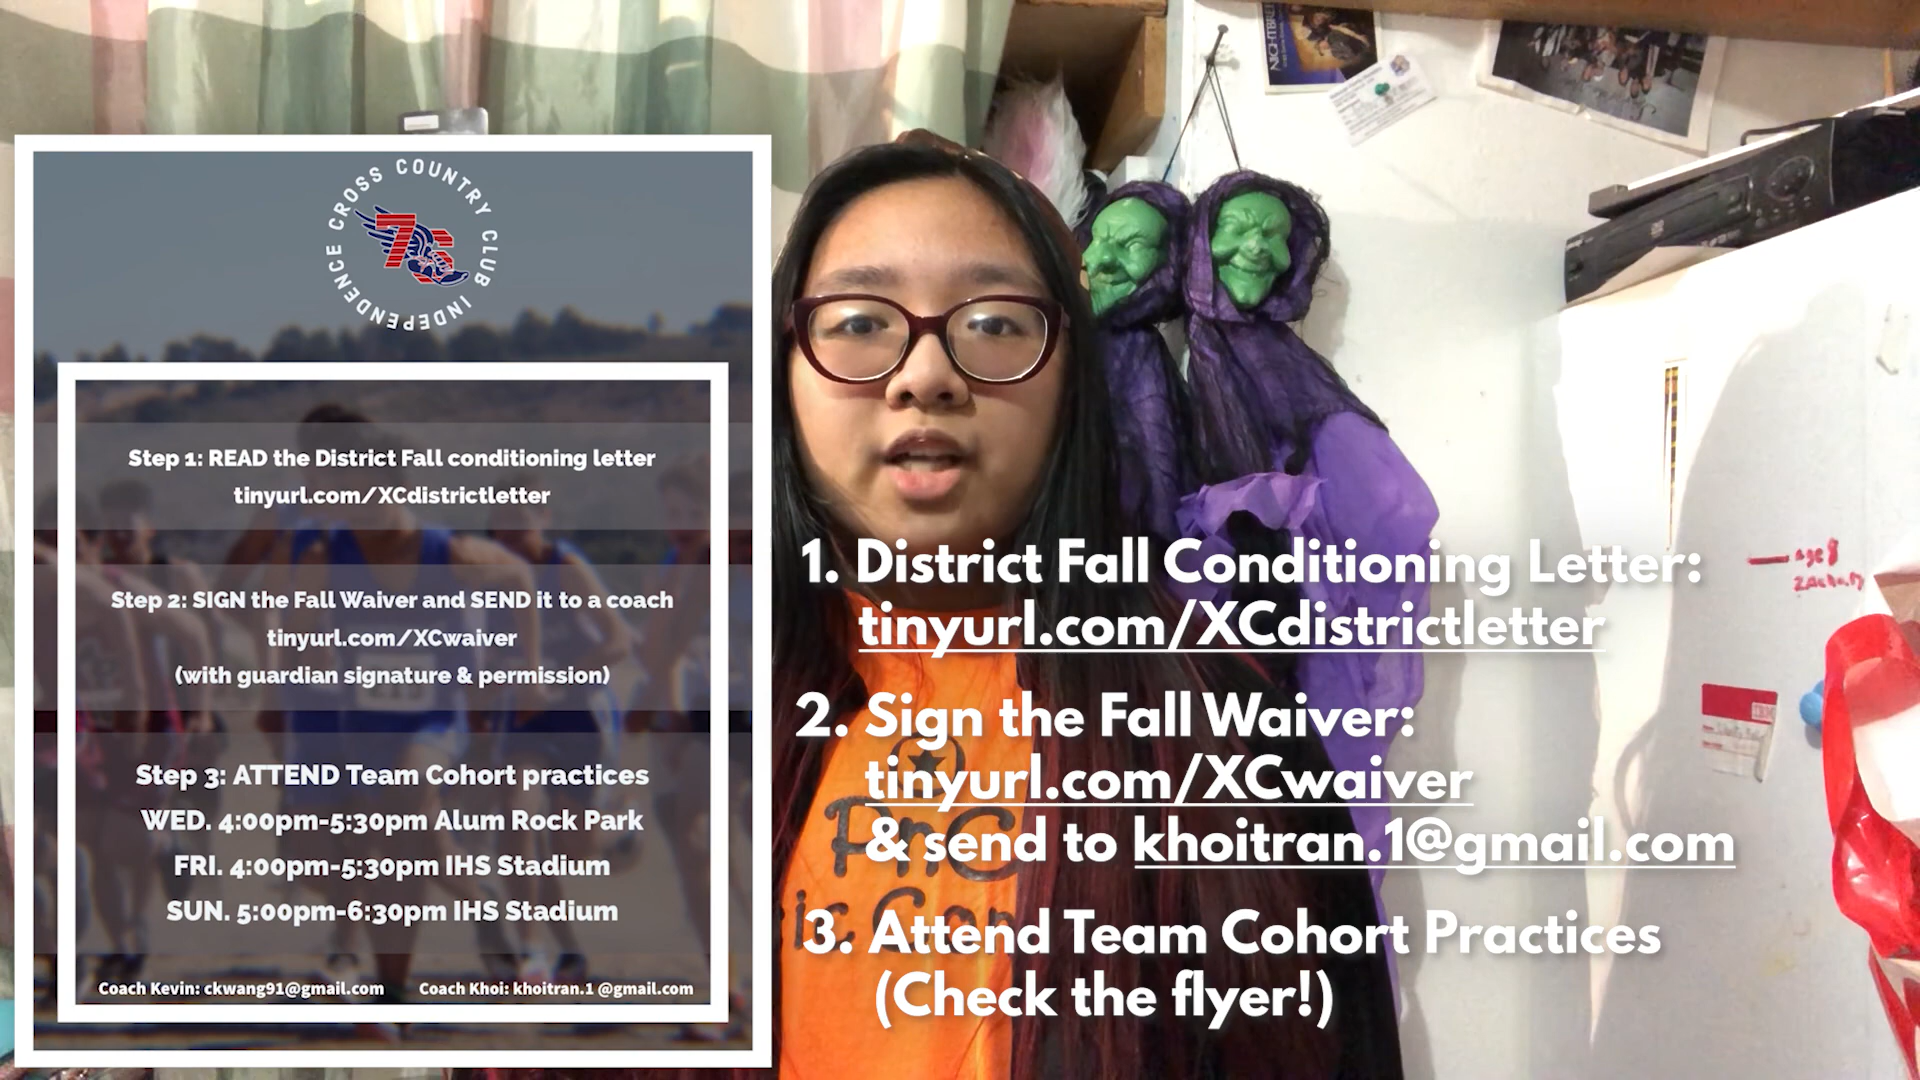 INDEPENDENCE CROSS COUNTRY CLUB
76
Step 1: READ the District Fall conditioning letter
tinyurl.com/XCdistrictletter
Step 2: SIGN the Fall Waiver and SEND it to a coach
tinyurl.com/XCwaiver
(with guardian signature & permission)
Step 3: ATTEND Team Cohort practices
WED. 4:00pm-5:30pm Alum Rock Park
FRI. 4:00pm-5:30pm IHS Stadium
SUN. 5:00pm-6:30pm IHS Stadium
Coach Kevin: ckwang91@gmail.com Coach Khoi: khoitran.1 @gmail.com
1. District Fall Conditioning Letter:
tinyurl.com/XCdistrictletter
2. Sign the Fall Waiver:
tinyurl.com/XCwaiver
& send to khoitran.1@gmail.com
3. Attend Team Cohort Practices
(Check the flyer!)
age 8